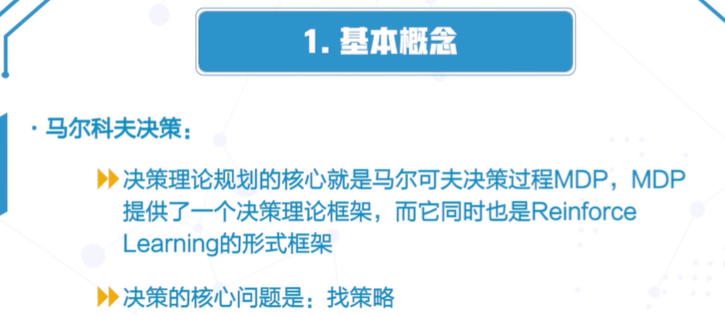 1. 基本概念
· 马尔科夫决策：
决策理论规划的核心就是马尔可夫决策过程MDP，MDP
提供了一个决策理论框架，而它同时也是Reinforce
Learning的形式框架
决策的核心问题是：找策略